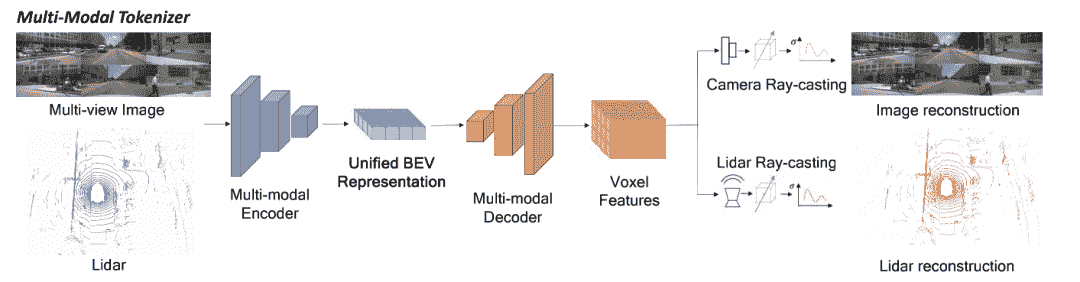 Multi-Modal Tokenizer
Multi-view Image
Lidar
Multi-modal
Encoder
Unified BEV
Representation
Multi-modal
Decoder
Voxel
Features
σ
Camera Ray-casting
Lidar Ray-casting
σ
Image reconstruction
Lidar reconstruction